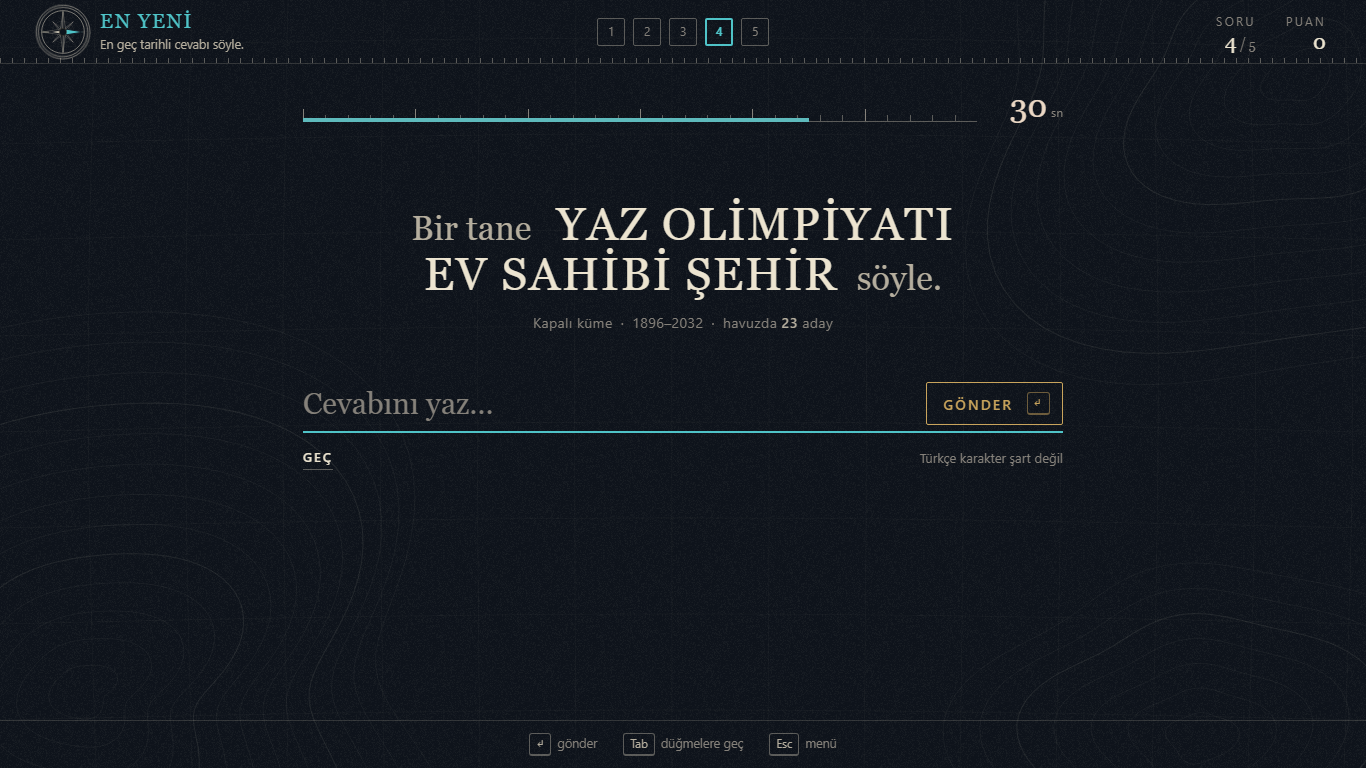 EN YENİ
En geç tarihli cevabı söyle.
1 2 3 4 5
SORU PUAN
4/5 0
30 sn
Bir tane YAZ OLİMPİYATI
EV SAHİBİ ŞEHİR söyle.
Kapalı küme · 1896–2032 · havuzda 23 aday
Cevabını yaz...
GÖNDER ↵
GEÇ
Türkçe karakter şart değil
↵ gönder Tab düğmelere geç Esc menü